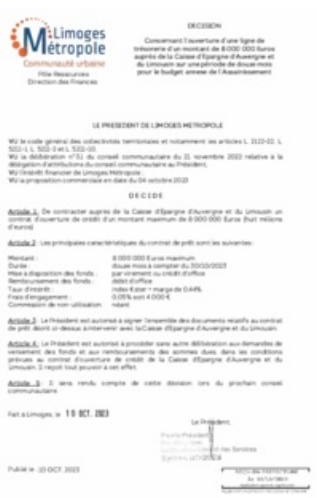 Limoges
Métropole
Communauté urbaine
Pôle Ressources
Direction des Finances
DECISION
Concernant l'ouverture d'une ligne de
trésorerie d'un montant de 8 000 000 Euros
auprès de la Caisse d'Epargne d'Auvergne et
du Limousin sur une période de douze mois
pour le budget annexe de l'Assainissement
LE PRESIDENT DE LIMOGES METROPOLE
VU le code général des collectivités territoriales et notamment les articles L. 2122-22, L.
5211-1, L. 5211-2 et L. 5211-10,
VU la délibération n°5.1 du conseil communautaire du 21 novembre 2022 relative à la
délégation d'attributions du conseil communautaire au Président,
VU l'intérêt financier de Limoges Métropole,
VU la proposition commerciale en date du 04 octobre 2023
DECIDE
Article 1: De contracter auprès de la Caisse d'Epargne d'Auvergne et du Limousin un
contrat d'ouverture de crédit d'un montant maximum de 8 000 000 Euros (huit millions
d'euros)
Article 2: Les principales caractéristiques du contrat de prêt sont les suivantes:
Montant : 8 000 000 Euros maximum
Durée : douze mois à compter du 30/10/2023
Mise à disposition des fonds : par virement ou crédit d'office
Remboursement des fonds : débit d'office
Taux d'intérêt : index €ster + marge de 0.44%
Frais d'engagement : 0,05% soit 4 000 €
Commission de non-utilisation néant
Article 3: Le Président est autorisé à signer l'ensemble des documents relatifs au contrat
de prêt décrit ci-dessus à intervenir avec la Caisse d'Epargne d'Auvergne et du Limousin.
Article 4: Le Président est autorisé à procéder sans autre délibération aux demandes de
versement des fonds et aux remboursements des sommes dues, dans les conditions
prévues au contrat d'ouverture de crédit de la Caisse d'Epargne d'Auvergne et du
Limousin. Il reçoit tout pouvoir à cet effet.
Article 5: Il sera rendu compte de cette décision lors du prochain conseil
communautaire.
Fait à Limoges, le 10 OCT. 2023
Le Président,
des Services
Publié le : 10 OCT. 2023